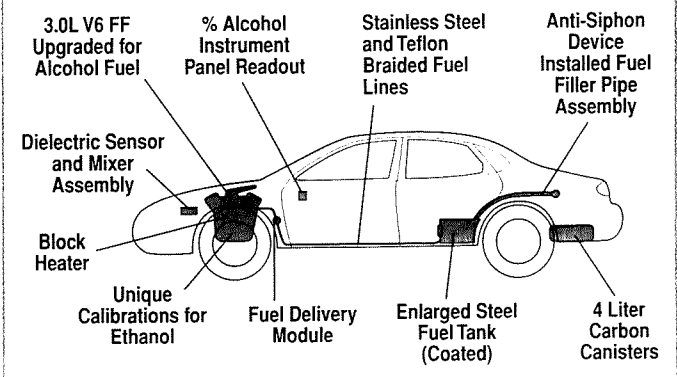 3.0L V6 FF
Upgraded for
Alcohol Fuel
% Alcohol
Instrument
Panel Readout
Stainless Steel
and Teflon
Braided Fuel
Lines
Anti-Siphon
Device
Installed Fuel
Filler Pipe
Assembly
Dielectric Sensor
and Mixer
Assembly
Block
Heater
Unique
Calibrations for
Ethanol
Fuel Delivery
Module
Enlarged Steel
Fuel Tank
(Coated)
4 Liter
Carbon
Canisters